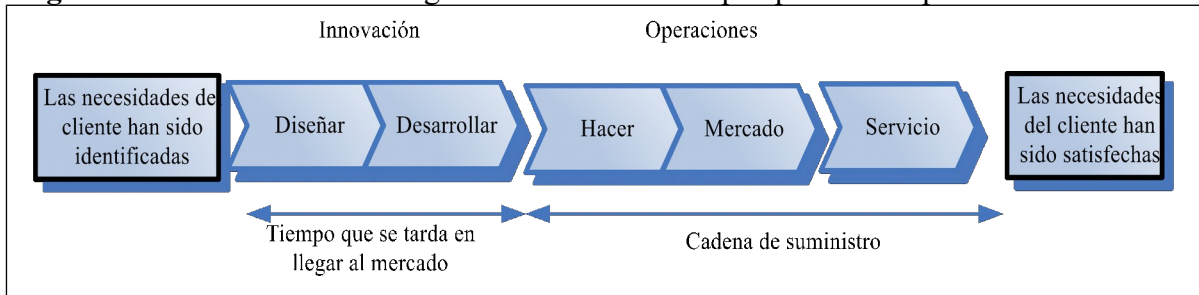 Innovación
Operaciones
Las necesidades del
cliente han sido
identificadas
Diseñar
Desarrollar
Hacer
Mercado
Servicio
Las necesidades
del cliente han
sido satisfechas
Tiempo que se tarda en
llegar al mercado
Cadena de suministro